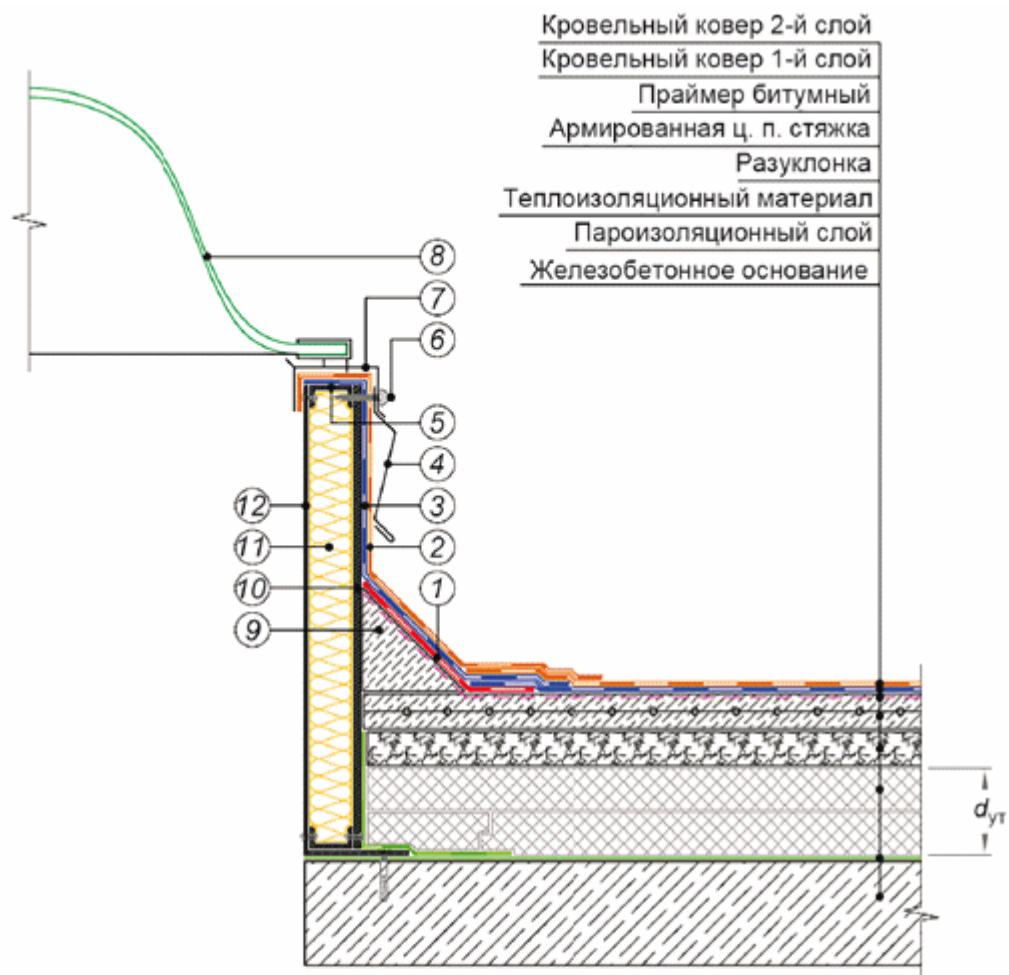 Кровельный ковер 2-й слой
Кровельный ковер 1-й слой
Праймер битумный
Армированная ц. п. стяжка
Разуклонка
Теплоизоляционный материал
Пароизоляционный слой
Железобетонное основание
8
7
6
5
4
12
3
11
2
10
1
9
dут